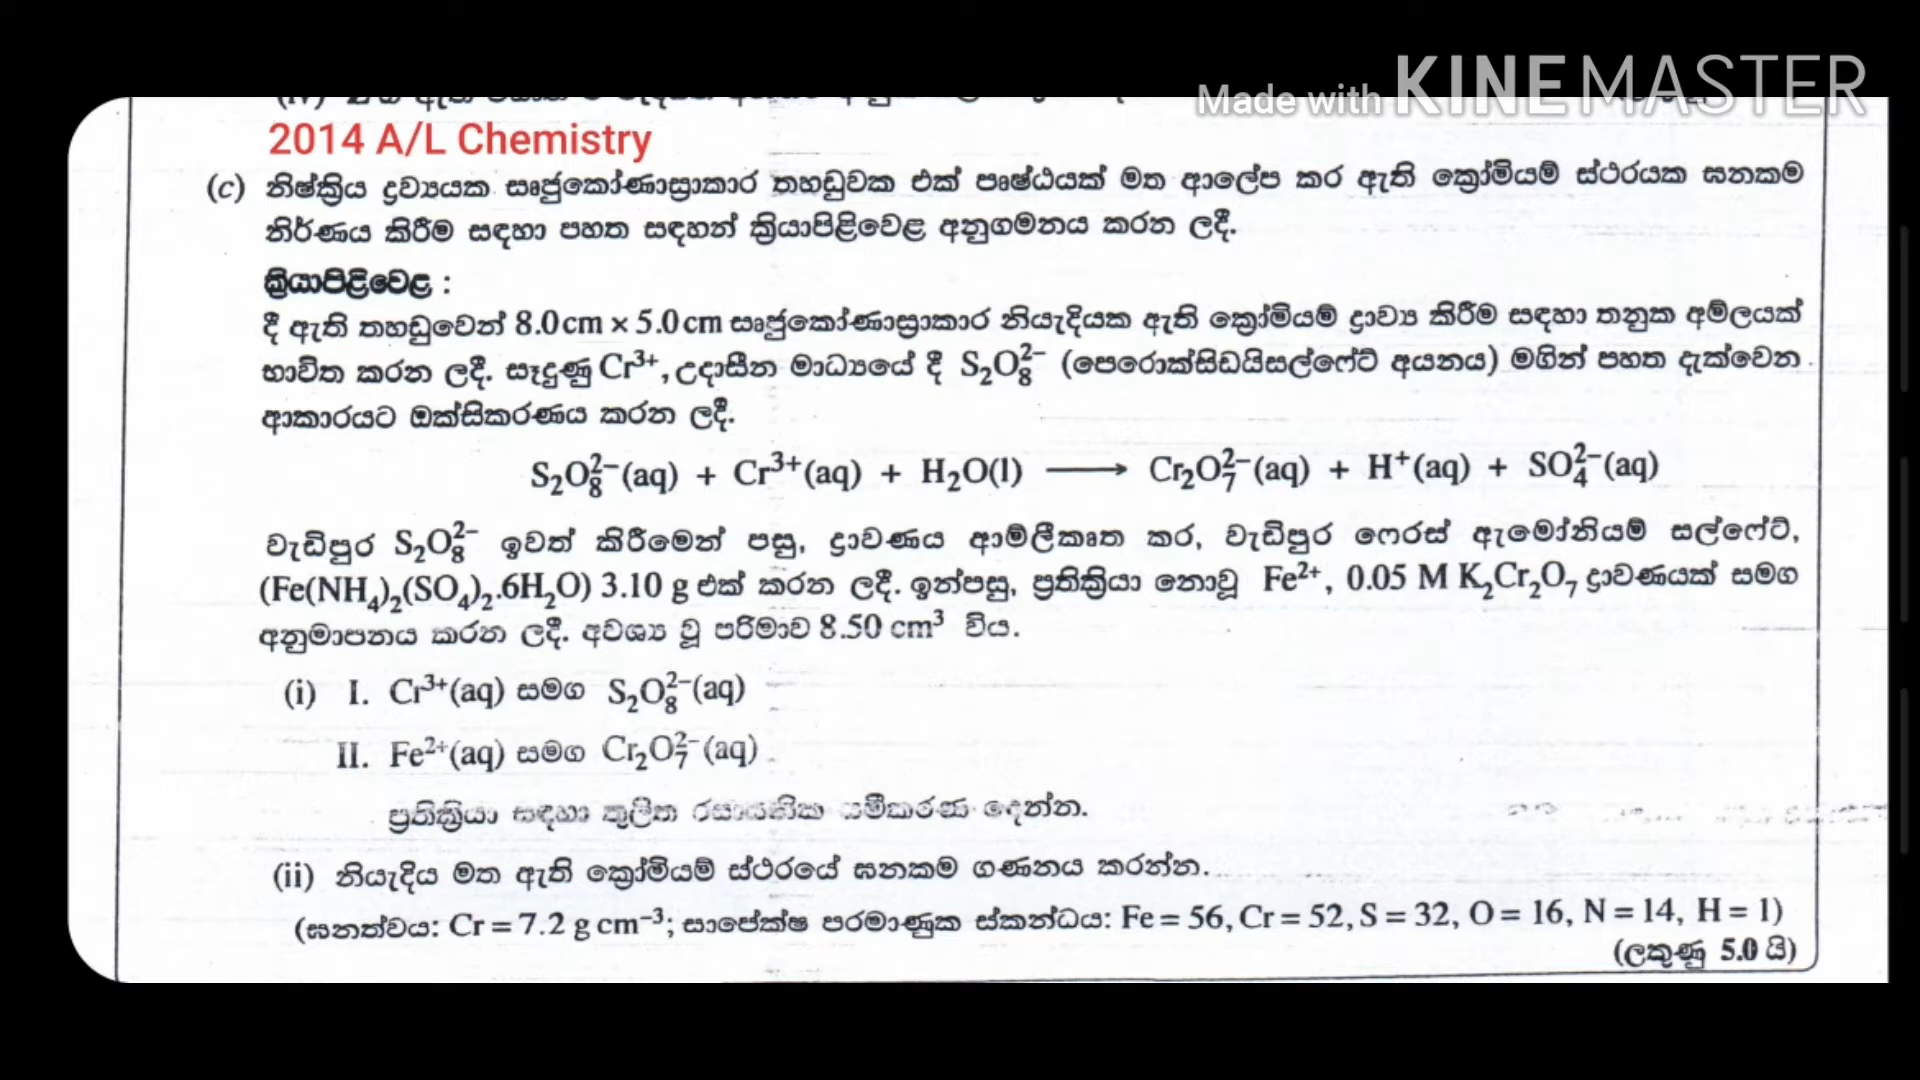 Made with KINEMASTER
2014 A/L Chemistry
(c) නිෂ්ක්‍රිය ද්‍රව්‍යයක සෘජුකෝණාස්‍රාකාර තහඩුවක එක් පෘෂ්ඨයක් මත ආලේප කර ඇති ක්‍රෝමියම් ස්ථරයක ඝනකම
නිර්ණය කිරීම සඳහා පහත සඳහන් ක්‍රියාපිළිවෙළ අනුගමනය කරන ලදී.
ක්‍රියාපිළිවෙළ :
දී ඇති තහඩුවෙන් 8.0 cm × 5.0 cm සෘජුකෝණාස්‍රාකාර නියැදියක ඇති ක්‍රෝමියම් ද්‍රාව්‍ය කිරීම සඳහා තනුක අම්ලයක්
භාවිත කරන ලදී. සෑදුණු Cr³⁺, උදාසීන මාධ්‍යයේ දී S₂O₈²⁻ (පෙරොක්සිඩයිසල්ෆේට් අයනය) මගින් පහත දැක්වෙන
ආකාරයට ඔක්සිකරණය කරන ලදී.
S₂O₈²⁻(aq) + Cr³⁺(aq) + H₂O(l) ⟶ Cr₂O₇²⁻(aq) + H⁺(aq) + SO₄²⁻(aq)
වැඩිපුර S₂O₈²⁻ ඉවත් කිරීමෙන් පසු, ද්‍රාවණය ආම්ලීකෘත කර, වැඩිපුර ෆෙරස් ඇමෝනියම් සල්ෆේට්,
(Fe(NH₄)₂(SO₄)₂.6H₂O) 3.10 g එක් කරන ලදී. ඉන්පසු, ප්‍රතික්‍රියා නොවූ Fe²⁺, 0.05 M K₂Cr₂O₇ ද්‍රාවණයක් සමග
අනුමාපනය කරන ලදී. අවශ්‍ය වූ පරිමාව 8.50 cm³ විය.
(i) I. Cr³⁺(aq) සමග S₂O₈²⁻(aq)
II. Fe²⁺(aq) සමග Cr₂O₇²⁻(aq)
ප්‍රතික්‍රියා සඳහා තුලිත රසායනික සමීකරණ දෙන්න.
(ii) නියැදිය මත ඇති ක්‍රෝමියම් ස්ථරයේ ඝනකම ගණනය කරන්න.
(ඝනත්වය: Cr = 7.2 g cm⁻³; සාපේක්ෂ පරමාණුක ස්කන්ධය: Fe = 56, Cr = 52, S = 32, O = 16, N = 14, H = 1)
(ලකුණු 5.0 යි)